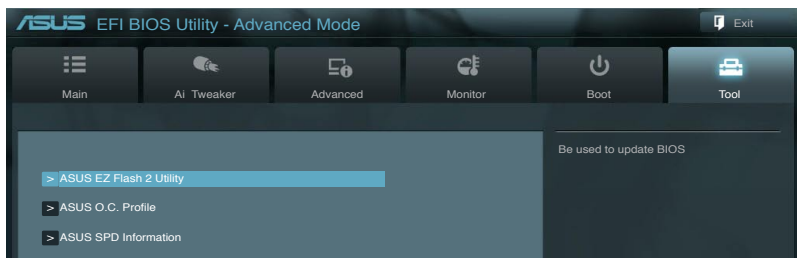 ASUS EFI BIOS Utility - Advanced Mode
Exit
Main
Ai Tweaker
Advanced
Monitor
Boot
Tool
Be used to update BIOS
> ASUS EZ Flash 2 Utility
> ASUS O.C. Profile
> ASUS SPD Information